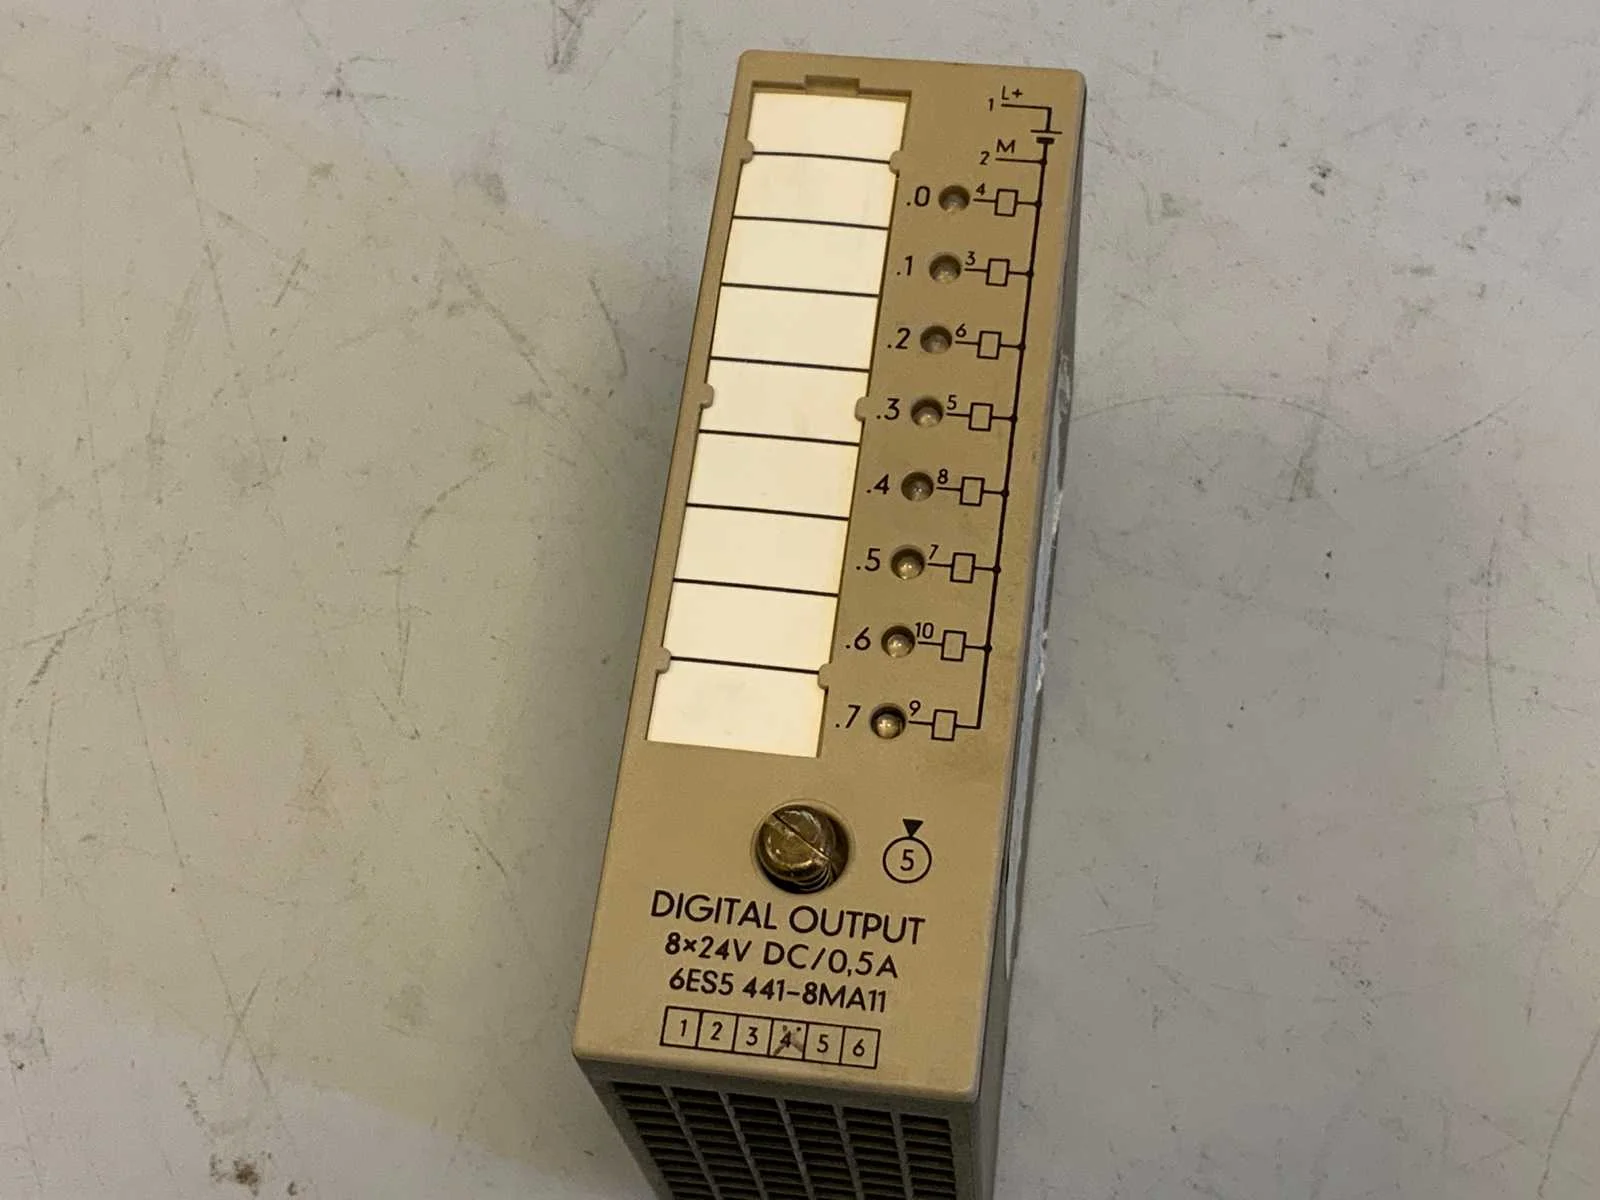 L+
1
M
2
.0 4
.1 3
.2 6
.3 5
.4 8
.5 7
.6 10
.7 9
5
DIGITAL OUTPUT
8×24V DC/0,5A
6ES5 441-8MA11
1 2 3 4 5 6